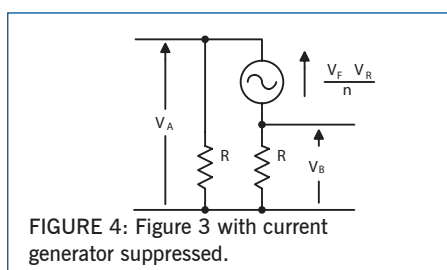 V_F V_R
n
V_A
R
R
V_B
FIGURE 4: Figure 3 with current
generator suppressed.